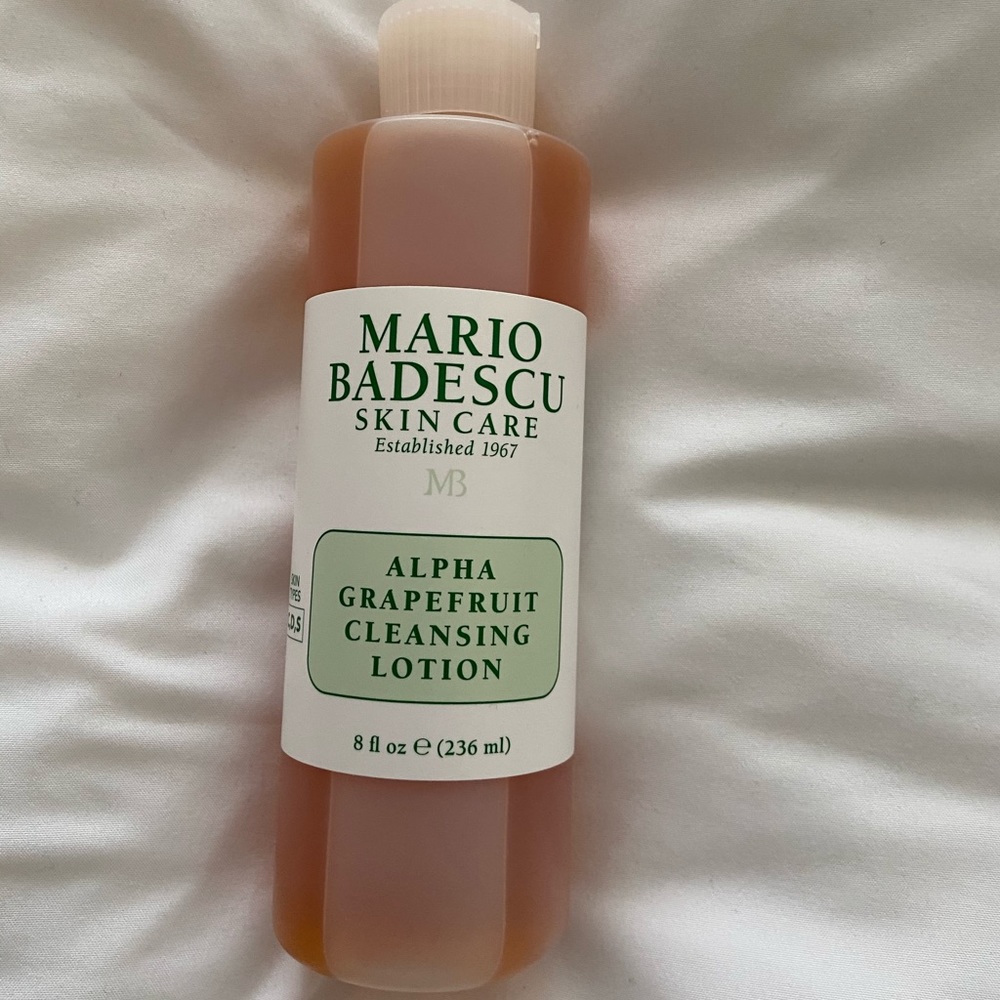 MARIO
BADESCU
SKIN CARE
Established 1967
MB
ALPHA
GRAPEFRUIT
CLEANSING
LOTION
8 fl oz ℮ (236 ml)
,D,S